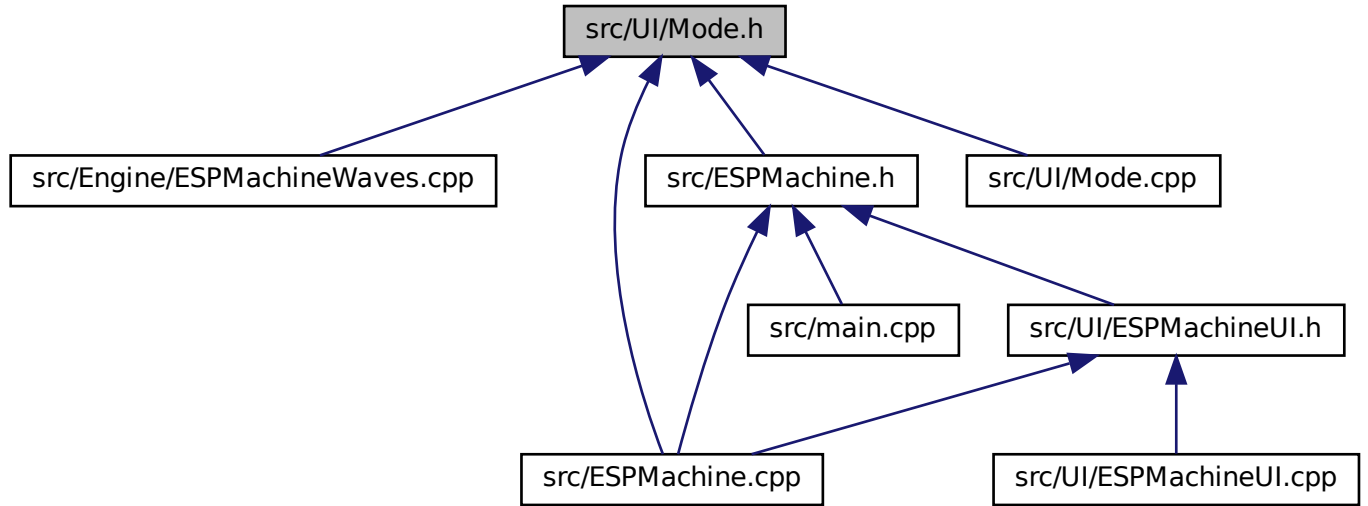 src/UI/Mode.h
src/Engine/ESPMachineWaves.cpp
src/ESPMachine.h
src/UI/Mode.cpp
src/main.cpp
src/UI/ESPMachineUI.h
src/ESPMachine.cpp
src/UI/ESPMachineUI.cpp